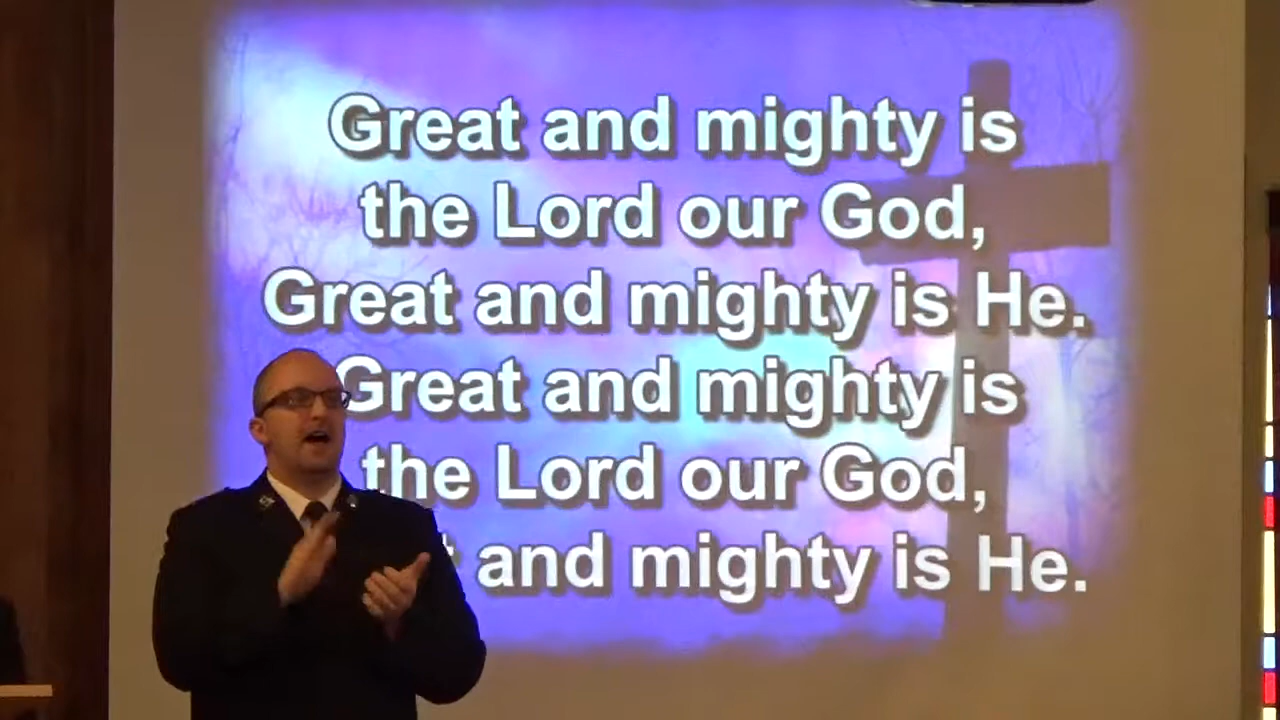 Great and mighty is
the Lord our God,
Great and mighty is He.
Great and mighty is
the Lord our God,
and mighty is He.